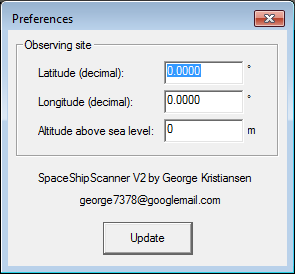 Preferences
Observing site
Latitude (decimal): 0.0000 °
Longitude (decimal): 0.0000 °
Altitude above sea level: 0 m
SpaceShipScanner V2 by George Kristiansen
george7378@googlemail.com
Update